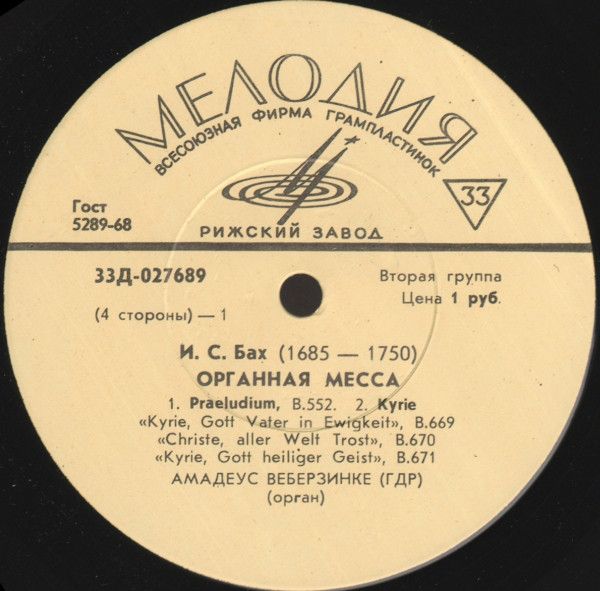 МЕЛОДИЯ
ВСЕСОЮЗНАЯ ФИРМА ГРАМПЛАСТИНОК
33
Гост
5289-68
РИЖСКИЙ ЗАВОД
33Д-027689
Вторая группа
Цена 1 руб.
(4 стороны) — 1
И. С. Бах (1685 — 1750)
ОРГАННАЯ МЕССА
1. Praeludium, B.552. 2. Kyrie
«Kyrie, Gott Vater in Ewigkeit», B.669
«Christe, aller Welt Trost», B.670
«Kyrie, Gott heiliger Geist», B.671
АМАДЕУС ВЕБЕРЗИНКЕ (ГДР)
(орган)